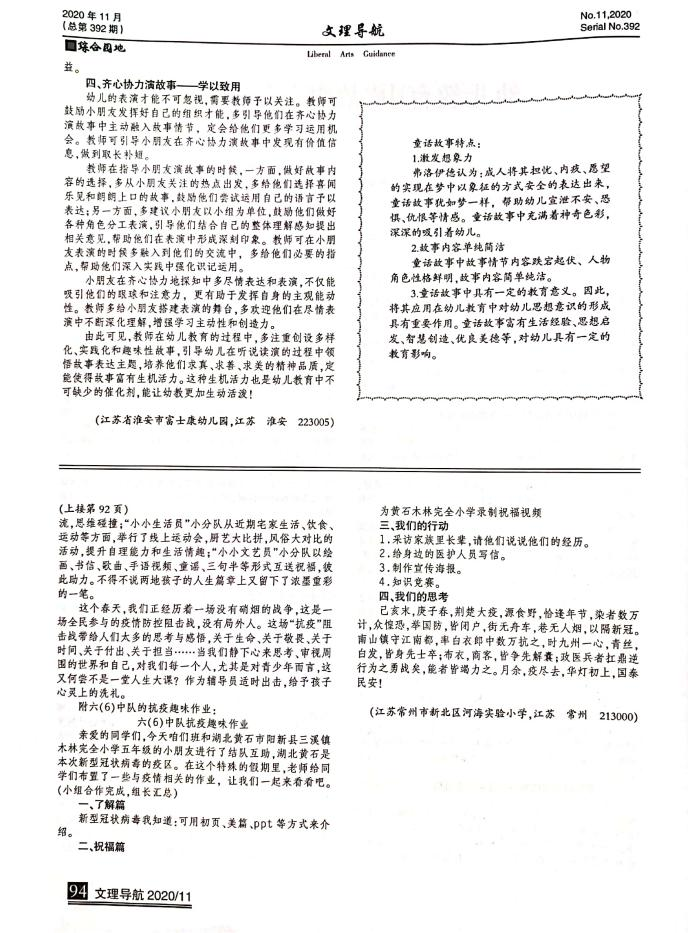 2020 年 11 月
(总第 392 期)
文理导航
Liberal Arts Guidance
No.11,2020
Serial No.392
综合园地
益。
四、齐心协力演故事——学以致用
幼儿的表演才能不可忽视,需要教师予以关注。教师可
鼓励小朋友发挥好自己的组织才能,多引导他们在齐心协力
演故事中主动融入故事情节,定会给他们更多学习运用机
会。教师可引导小朋友在齐心协力演故事中发现有价值信
息,做到取长补短。
教师在指导小朋友演故事的时候,一方面,做好故事内
容的选择,多从小朋友关注的热点出发,多给他们选择喜闻
乐见和朗朗上口的故事,鼓励他们尝试运用自己的语言予以
表达;另一方面,多建议小朋友以小组为单位,鼓励他们做好
各种角色分工表演,引导他们结合自己的整体理解感知提出
相关意见,帮助他们在表演中形成深刻印象。教师可在小朋
友表演的时候多融入到他们的交流中,多给他们必要的指
点,帮助他们深入实践中强化识记运用。
小朋友在齐心协力地探知中多尽情表达和表演,不仅能
吸引他们的眼球和注意力,更有助于发挥自身的主观能动
性。教师多给小朋友搭建表演的舞台,多欢迎他们在尽情表
演中不断深化理解,增强学习主动性和创造力。
由此可见,教师在幼儿教育的过程中,多注重创设多样
化、实践化和趣味性故事,引导幼儿在听说读演的过程中领
悟故事表达主题,培养他们求真、求善、求美的精神品质,定
能使得故事富有生机活力。这种生机活力也是幼儿教育中不
可缺少的催化剂,能让幼教更加生动活泼!
(江苏省淮安市富士康幼儿园,江苏 淮安 223005)
童话故事特点:
1.激发想象力
弗洛伊德认为:成人将其担忧、内疚、愿望
的实现在梦中以象征的方式安全的表达出来,
童话故事犹如梦一样,帮助幼儿宣泄不安、恐
惧、仇恨等情感。童话故事中充满着神奇色彩,
深深的吸引着幼儿。
2.故事内容单纯简洁
童话故事中故事情节内容跌宕起伏、人物
角色性格鲜明,故事内容简单纯洁。
3.童话故事中具有一定的教育意义。因此,
将其应用在幼儿教育中对幼儿思想意识的形成
具有重要作用。童话故事富有生活经验、思想启
发、智慧创造、优良美德等,对幼儿具有一定的
教育影响。
(上接第 92 页)
流,思维碰撞;“小小生活员”小分队从近期宅家生活、饮食、
运动等方面,举行了线上运动会,厨艺大比拼,风俗大对比的
活动,提升自理能力和生活情趣;“小小文艺员”小分队以绘
画、书信、歌曲、手语视频、童谣、三句半等形式互送祝福,彼
此助力。不得不说两地孩子的人生篇章上又留下了浓墨重彩
的一笔。
这个春天,我们正经历着一场没有硝烟的战争,这是一
场全民参与的疫情防控阻击战,没有局外人。这场“抗疫”阻
击战带给人们太多的思考与感悟,关于生命、关于敬畏、关于
时间、关于付出、关于担当……当我们静下心来思考、审视周
围的世界和自己,对我们每一个人,尤其是对青少年而言,这
又何尝不是一堂人生大课？作为辅导员适时出击,给予孩子
心灵上的洗礼。
附六(6)中队的抗疫趣味作业:
六(6)中队抗疫趣味作业
亲爱的同学们,今天咱们班和湖北黄石市阳新县三溪镇
木林完全小学五年级的小朋友进行了结队互助,湖北黄石是
本次新型冠状病毒的疫区。在这个特殊的假期里,老师给同
学们布置了一些与疫情相关的作业,让我们一起来看看吧。
(小组合作完成,组长汇总)
一、了解篇
新型冠状病毒我知道:可用初页、美篇、ppt 等方式来介
绍。
二、祝福篇
为黄石木林完全小学录制祝福视频
三、我们的行动
1.采访家族里长辈,请他们说说他们的经历。
2.给身边的医护人员写信。
3.制作宣传海报。
4.知识竞赛。
四、我们的思考
己亥末,庚子春,荆楚大疫,源食野,恰逢年节,染者数万
计,众惶恐,举国防,皆闭户,街无舟车,巷无人烟,以隔新冠。
南山镇守江南都,率白衣郎中数万抗之,时九州一心,青丝,
白发,皆身先士卒;布衣,商客,皆争先解囊;政医兵者扛鼎逆
行为之勇战矣,能者皆竭力之。月余,疫尽去,华灯初上,国泰
民安!
(江苏常州市新北区河海实验小学,江苏 常州 213000)
94 文理导航 2020/11